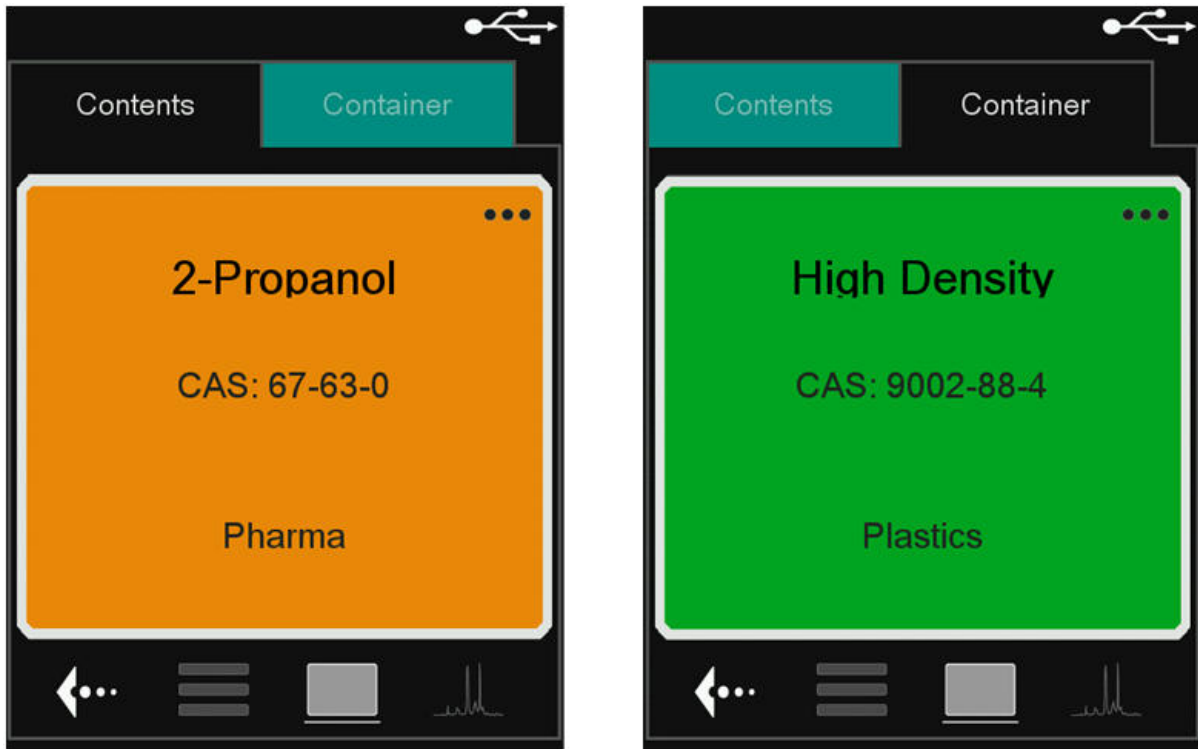 Contents
Container
2-Propanol
CAS: 67-63-0
Pharma
Contents
Container
High Density
CAS: 9002-88-4
Plastics